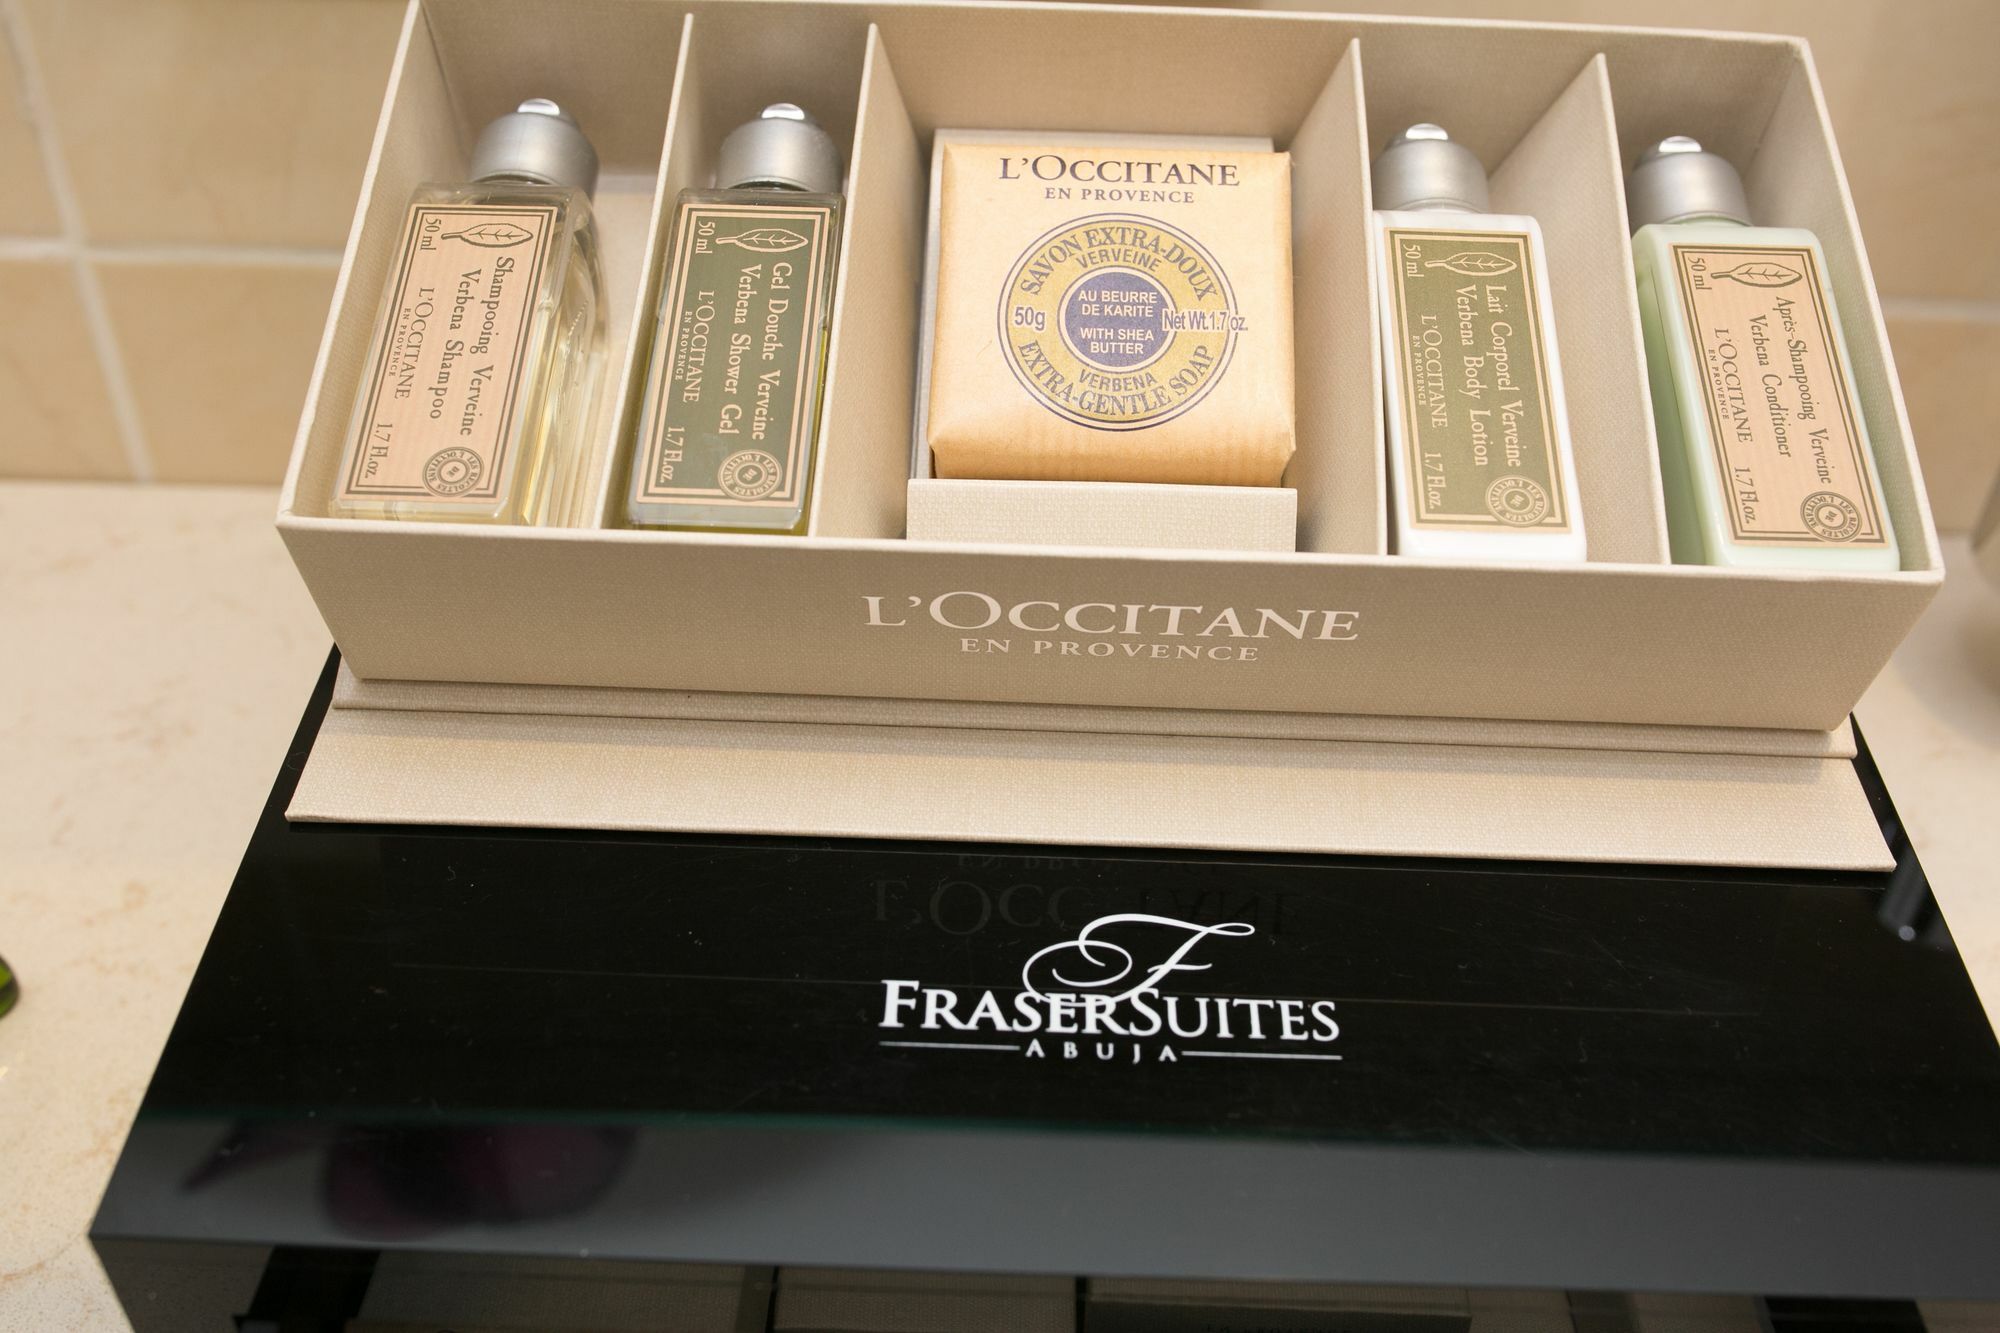 50 ml
Shampooing Verveine
Verbena Shampoo
L'OCCITANE
EN PROVENCE
1.7 Fl.oz.
50 ml
Gel Douche Verveine
Verbena Shower Gel
L'OCCITANE
EN PROVENCE
1.7 Fl.oz.
L'OCCITANE
EN PROVENCE
SAVON EXTRA-DOUX
VERVEINE
AU BEURRE
DE KARITE
50g
Net Wt.1.7 oz.
WITH SHEA
BUTTER
VERBENA
EXTRA-GENTLE SOAP
50 ml
Lait Corporel Verveine
Verbena Body Lotion
L'OCCITANE
EN PROVENCE
1.7 Fl.oz.
50 ml
Après-Shampooing Verveine
Verbena Conditioner
L'OCCITANE
EN PROVENCE
1.7 Fl.oz.
L'OCCITANE
EN PROVENCE
F
FRASER SUITES
ABUJA